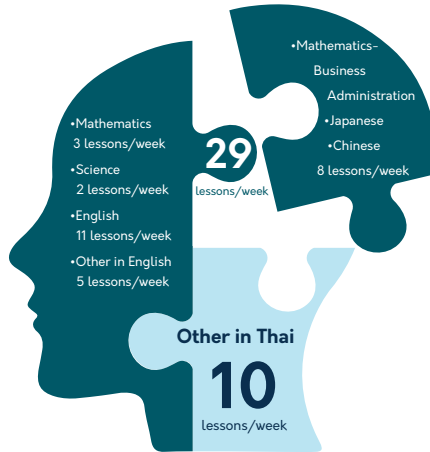 •Mathematics
3 lessons/week
•Science
2 lessons/week
•English
11 lessons/week
•Other in English
5 lessons/week
29
lessons/week
•Mathematics-
Business
Administration
•Japanese
•Chinese
8 lessons/week
Other in Thai
10
lessons/week